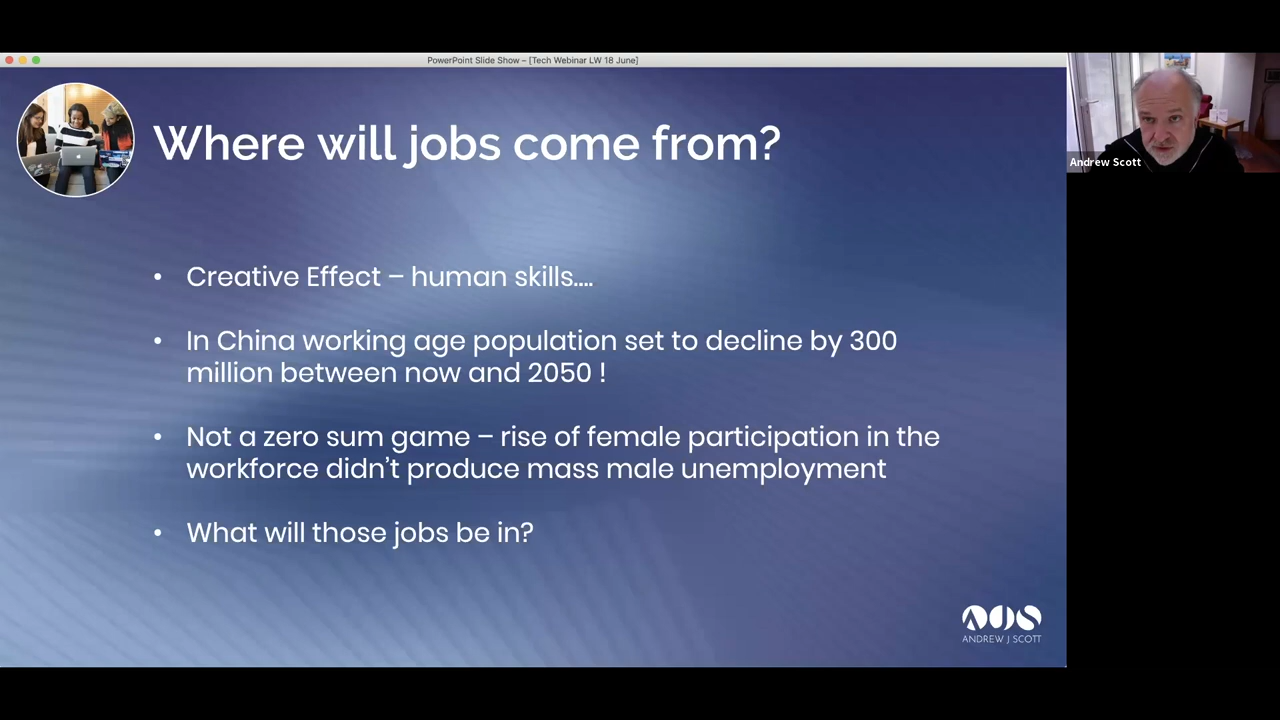 PowerPoint Slide Show – [Tech Webinar LW 18 June]
Where will jobs come from?
Andrew Scott
• Creative Effect – human skills....
• In China working age population set to decline by 300
million between now and 2050 !
• Not a zero sum game – rise of female participation in the
workforce didn’t produce mass male unemployment
• What will those jobs be in?
AJS
ANDREW J SCOTT